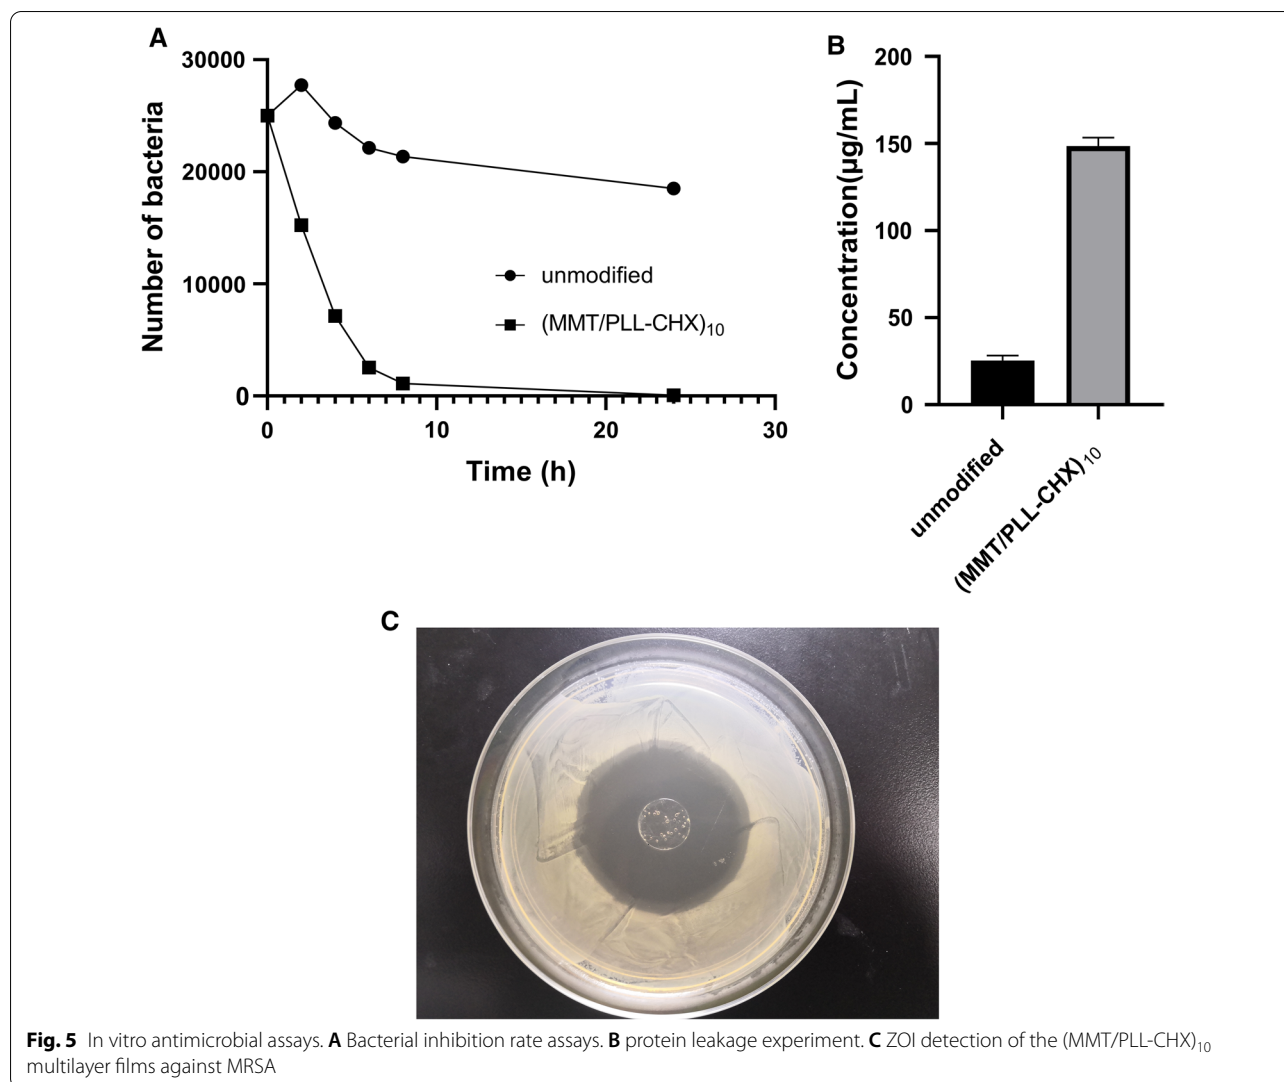 A
30000
20000
10000
0
Number of bacteria
0 10 20 30
Time (h)
unmodified
(MMT/PLL-CHX)10
B
200
150
100
50
0
Concentration(µg/mL)
unmodified
(MMT/PLL-CHX)10
C
Fig. 5 In vitro antimicrobial assays. A Bacterial inhibition rate assays. B protein leakage experiment. C ZOI detection of the (MMT/PLL-CHX)10
multilayer films against MRSA